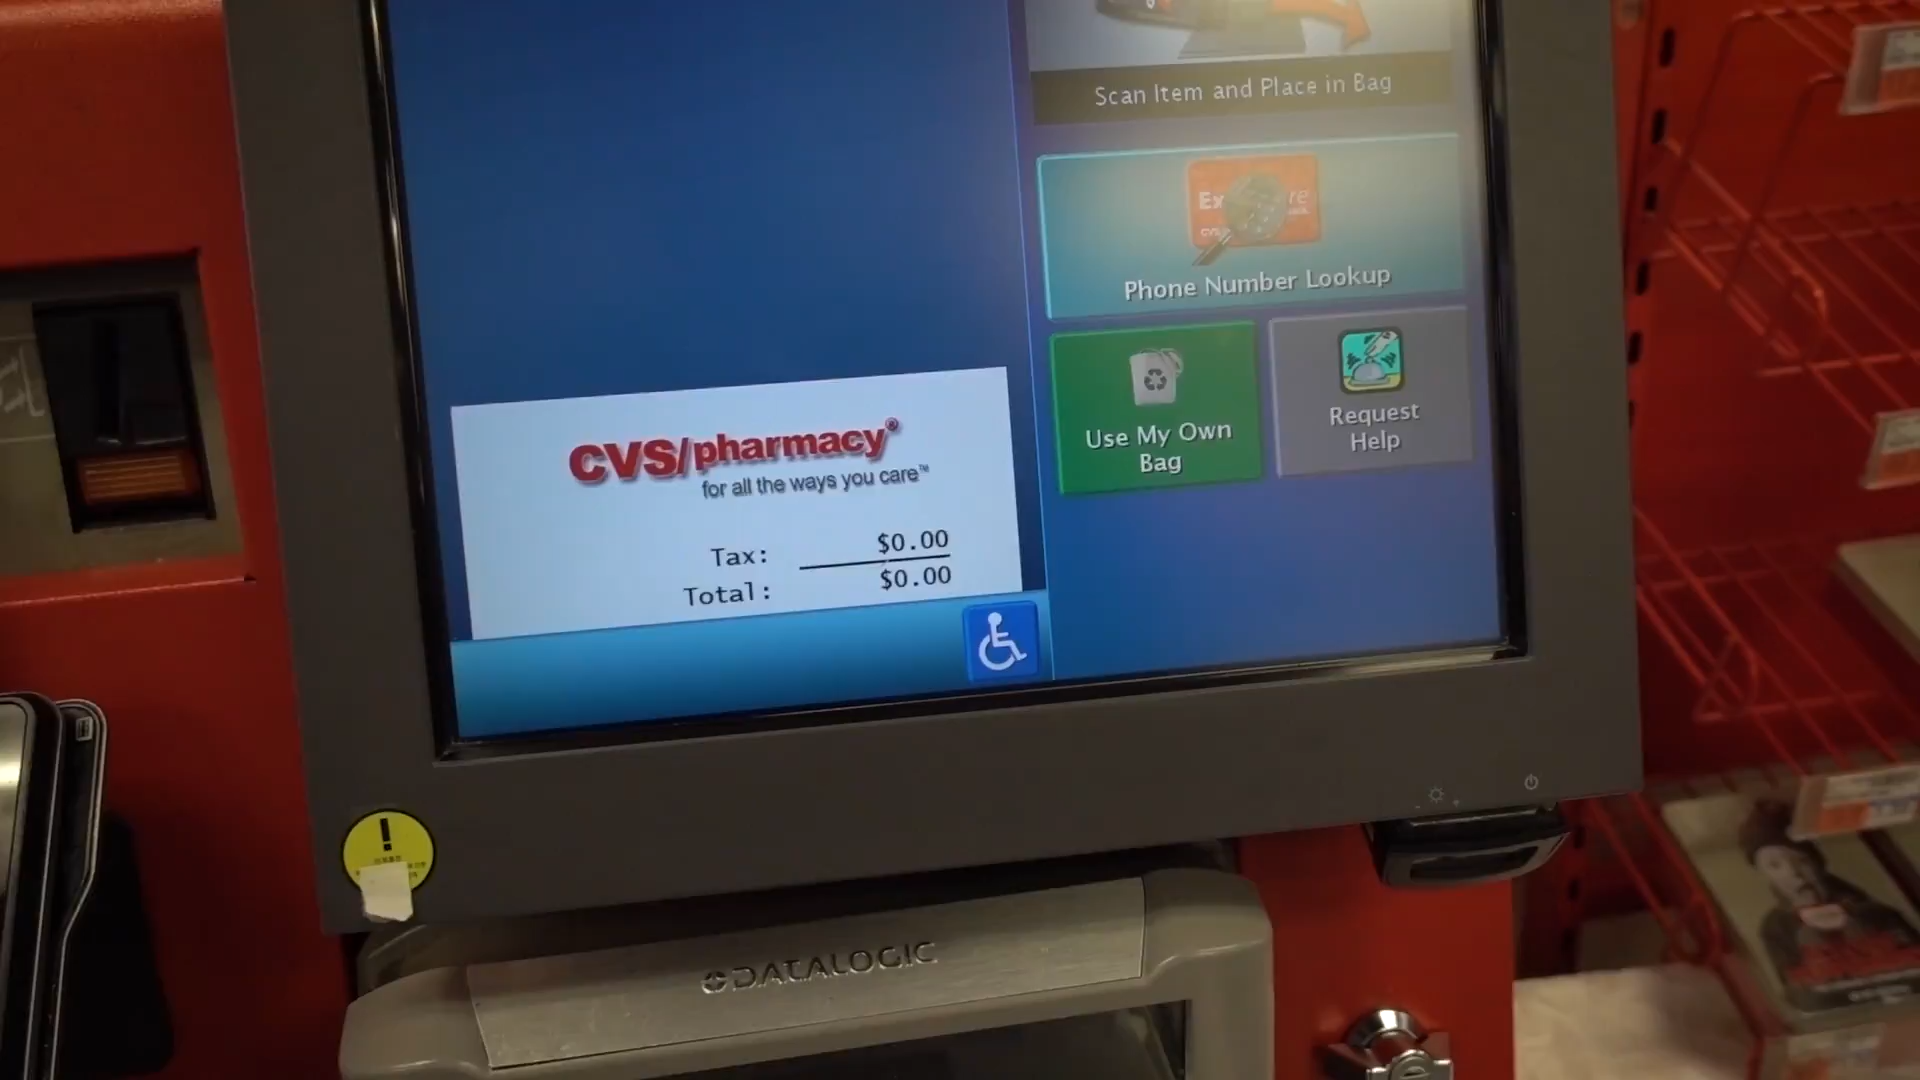 Scan Item and Place in Bag
Phone Number Lookup
Use My Own
Bag
Request
Help
CVS/pharmacy®
for all the ways you care™
Tax: $0.00
Total: $0.00
!
DATALOGIC